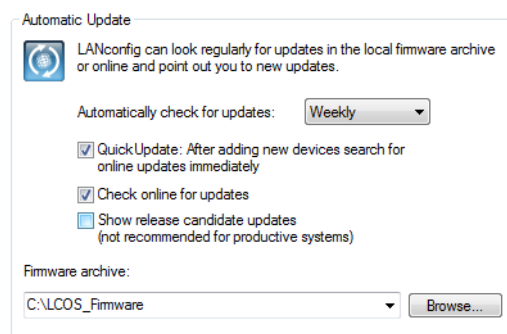 Automatic Update
LANconfig can look regularly for updates in the local firmware archive
or online and point out you to new updates.
Automatically check for updates: Weekly
QuickUpdate: After adding new devices search for
online updates immediately
Check online for updates
Show release candidate updates
(not recommended for productive systems)
Firmware archive:
C:\LCOS_Firmware Browse...